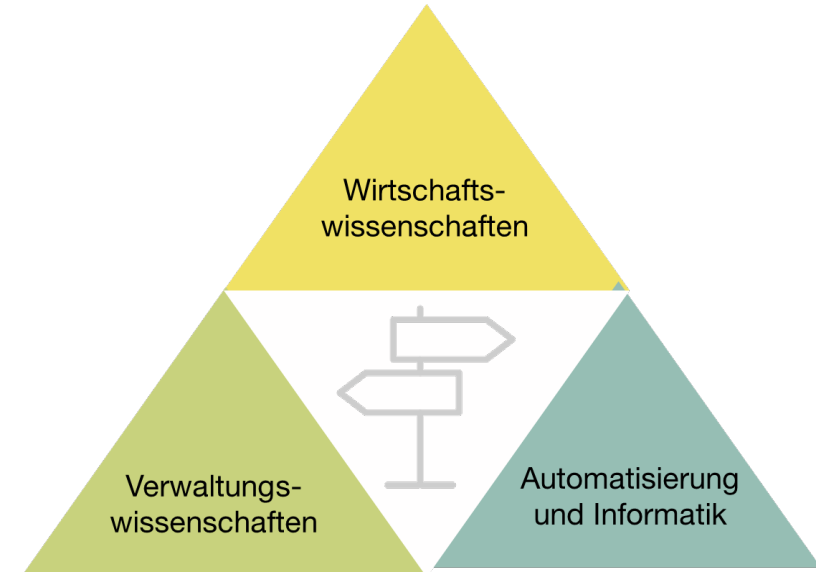 Wirtschafts-
wissenschaften
Verwaltungs-
wissenschaften
Automatisierung
und Informatik